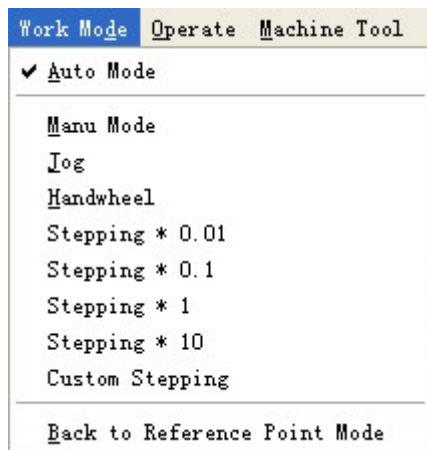 Work Mode Operate Machine Tool
✔ Auto Mode
Manu Mode
Jog
Handwheel
Stepping * 0.01
Stepping * 0.1
Stepping * 1
Stepping * 10
Custom Stepping
Back to Reference Point Mode